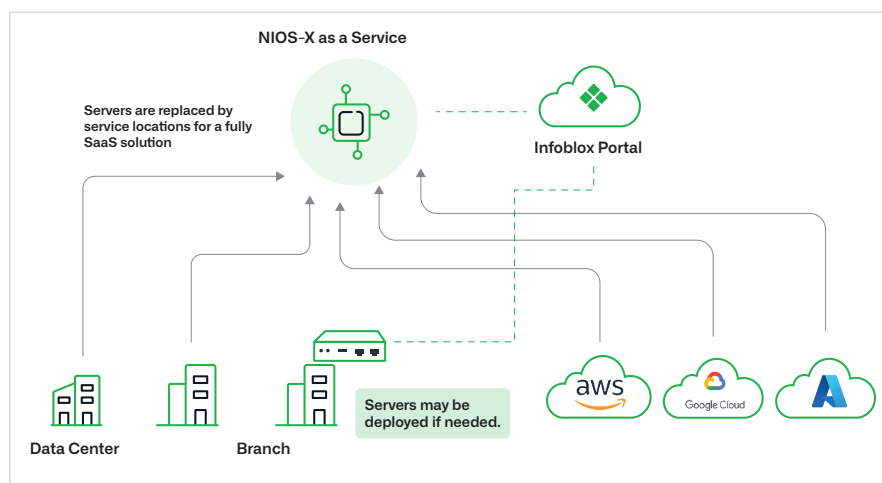 NIOS-X as a Service
Servers are replaced by
service locations for a fully
SaaS solution
Infoblox Portal
aws
Google Cloud
Servers may be
deployed if needed.
Data Center
Branch